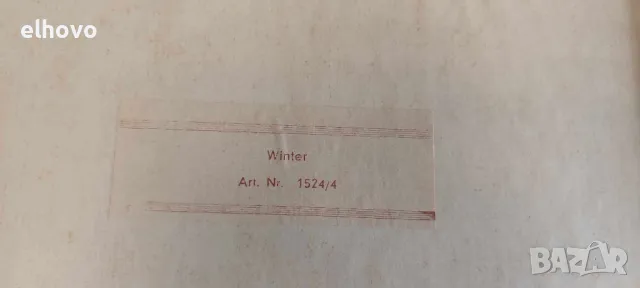 elhovo
Winter
Art. Nr. 1524/4
BAZAR